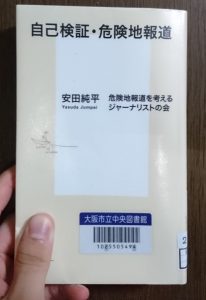 自己検証・危険地報道
安田純平
Yasuda Jumpei
危険地報道を考える
ジャーナリストの会
大阪市立中央図書館